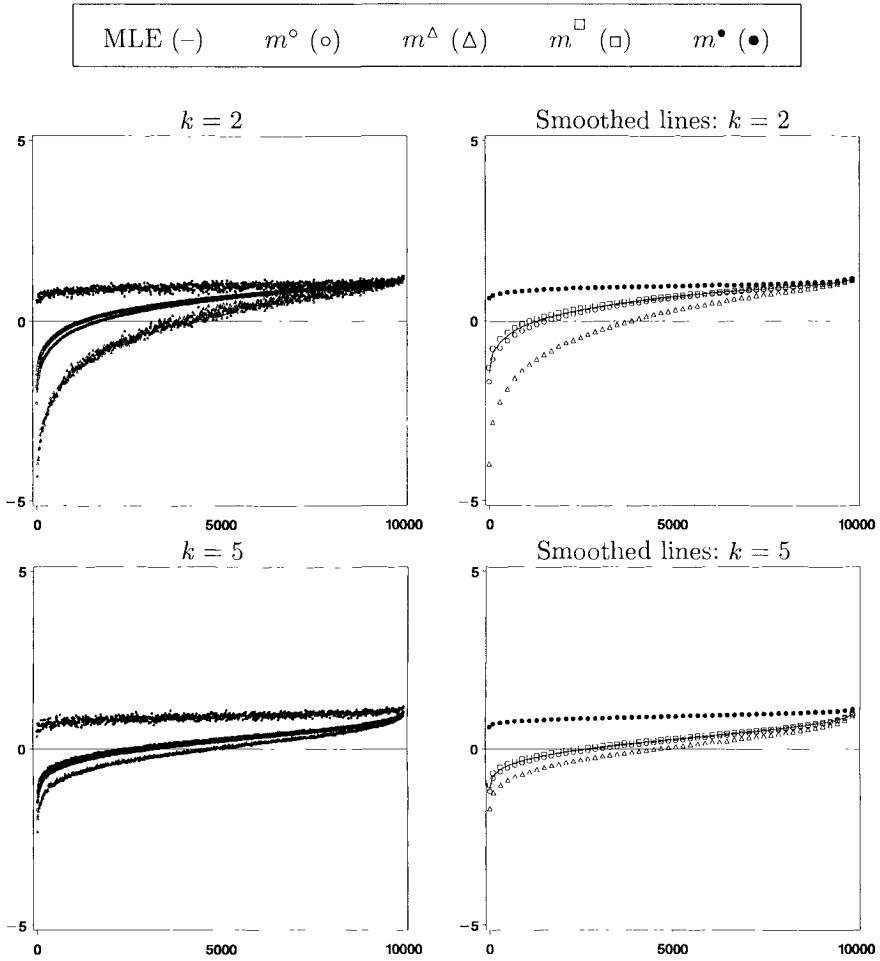 MLE (–) m° (○) m△ (△) m□ (□) m• (●)
k = 2
Smoothed lines: k = 2
5
0
−5
0 5000 10000
5
0
−5
0 5000 10000
k = 5
Smoothed lines: k = 5
5
0
−5
0 5000 10000
5
0
−5
0 5000 10000